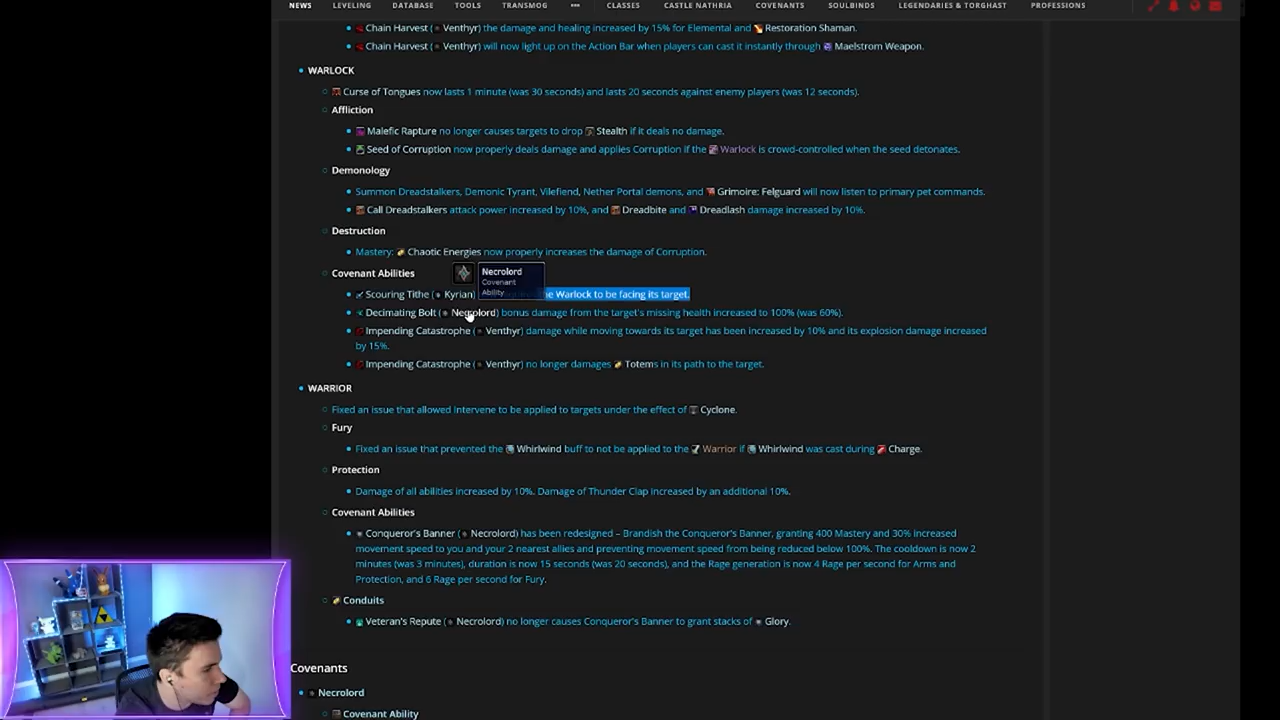 NEWS LEVELING DATABASE TOOLS TRANSMOG ••• CLASSES CASTLE NATHRIA COVENANTS SOULBINDS LEGENDARIES & TORGHAST PROFESSIONS
Chain Harvest (Venthyr) the damage and healing increased by 15% for Elemental and Restoration Shaman.
Chain Harvest (Venthyr) will now light up on the Action Bar when players can cast it instantly through Maelstrom Weapon.
WARLOCK
Curse of Tongues now lasts 1 minute (was 30 seconds) and lasts 20 seconds against enemy players (was 12 seconds).
Affliction
Malefic Rapture no longer causes targets to drop Stealth if it deals no damage.
Seed of Corruption now properly deals damage and applies Corruption if the Warlock is crowd-controlled when the seed detonates.
Demonology
Summon Dreadstalkers, Demonic Tyrant, Vilefiend, Nether Portal demons, and Grimoire: Felguard will now listen to primary pet commands.
Call Dreadstalkers attack power increased by 10%, and Dreadbite and Dreadlash damage increased by 10%.
Destruction
Mastery: Chaotic Energies now properly increases the damage of Corruption.
Covenant Abilities
Necrolord
Covenant
Ability
Scouring Tithe (Kyrian) the Warlock to be facing its target.
Decimating Bolt (Necrolord) bonus damage from the target's missing health increased to 100% (was 60%).
Impending Catastrophe (Venthyr) damage while moving towards its target has been increased by 10% and its explosion damage increased
by 15%.
Impending Catastrophe (Venthyr) no longer damages Totems in its path to the target.
WARRIOR
Fixed an issue that allowed Intervene to be applied to targets under the effect of Cyclone.
Fury
Fixed an issue that prevented the Whirlwind buff to not be applied to the Warrior if Whirlwind was cast during Charge.
Protection
Damage of all abilities increased by 10%. Damage of Thunder Clap increased by an additional 10%.
Covenant Abilities
Conqueror's Banner (Necrolord) has been redesigned – Brandish the Conqueror's Banner, granting 400 Mastery and 30% increased
movement speed to you and your 2 nearest allies and preventing movement speed from being reduced below 100%. The cooldown is now 2
minutes (was 3 minutes), duration is now 15 seconds (was 20 seconds), and the Rage generation is now 4 Rage per second for Arms and
Protection, and 6 Rage per second for Fury.
Conduits
Veteran's Repute (Necrolord) no longer causes Conqueror's Banner to grant stacks of Glory.
Covenants
Necrolord
Covenant Ability